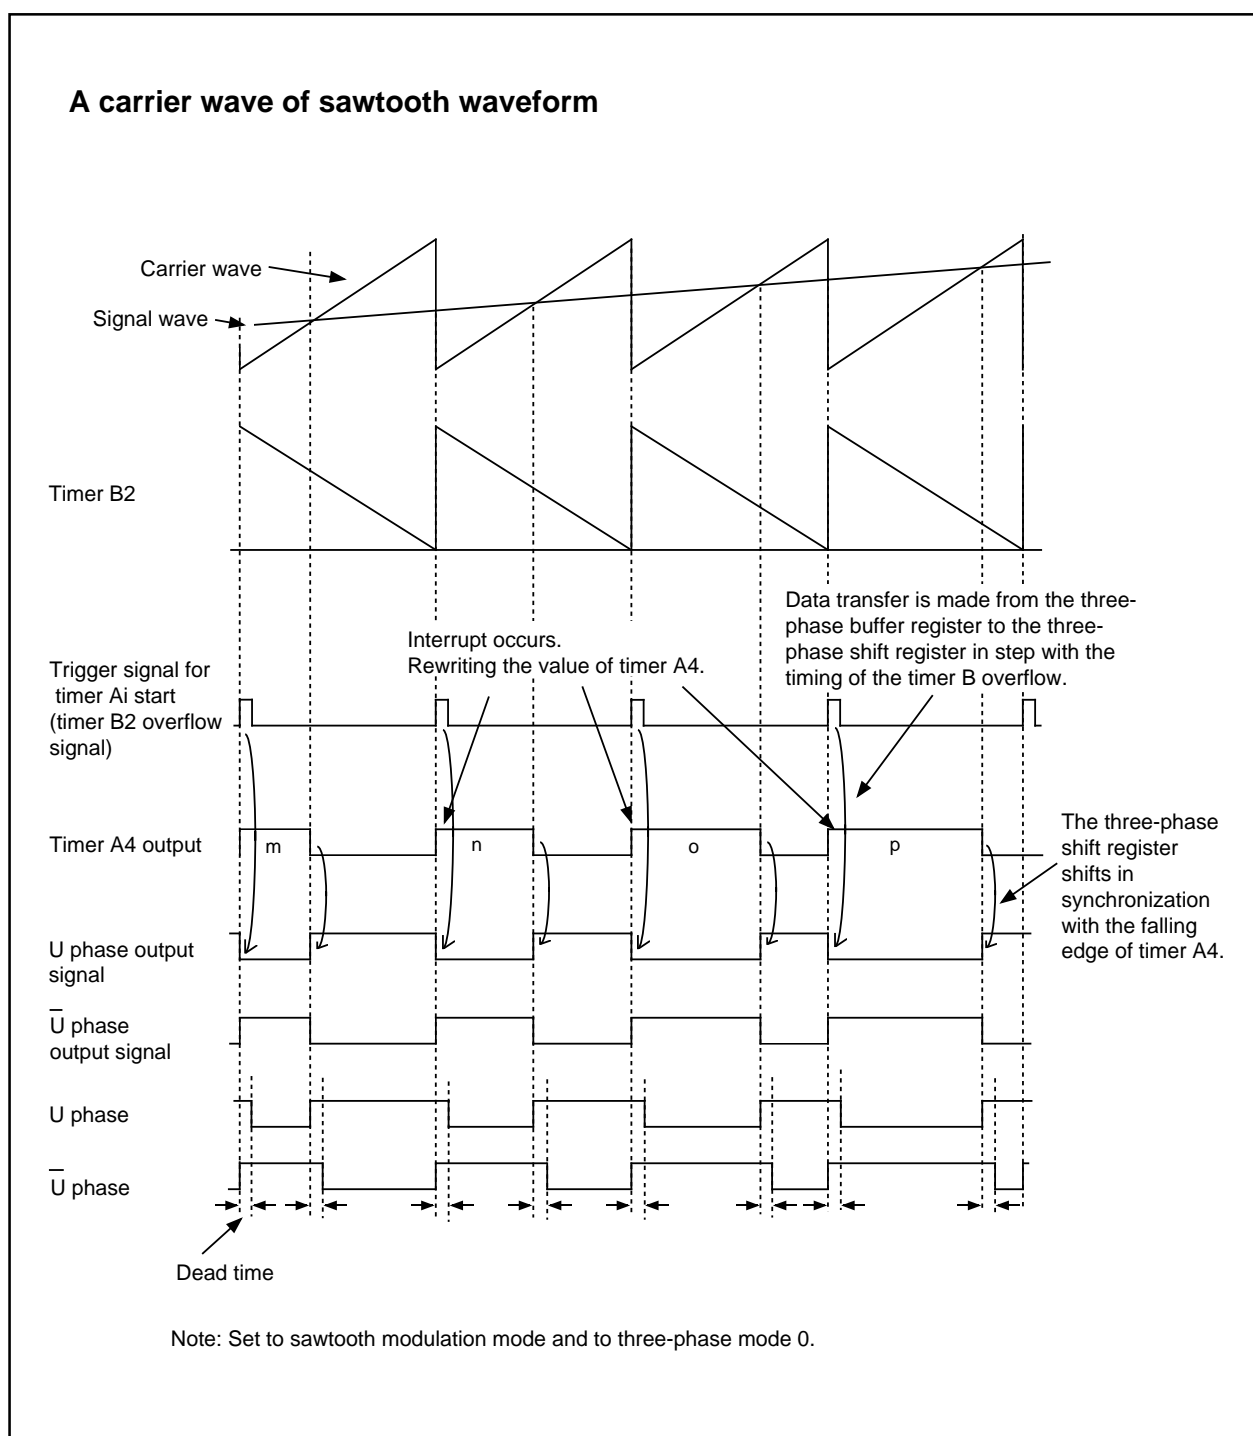 A carrier wave of sawtooth waveform
Carrier wave
Signal wave
Timer B2
Data transfer is made from the three-
phase buffer register to the three-
phase shift register in step with the
timing of the timer B overflow.
Interrupt occurs.
Rewriting the value of timer A4.
Trigger signal for
timer Ai start
(timer B2 overflow
signal)
Timer A4 output
m
n
o
p
The three-phase
shift register
shifts in
synchronization
with the falling
edge of timer A4.
U phase output
signal
U̅ phase
output signal
U phase
U̅ phase
Dead time
Note: Set to sawtooth modulation mode and to three-phase mode 0.